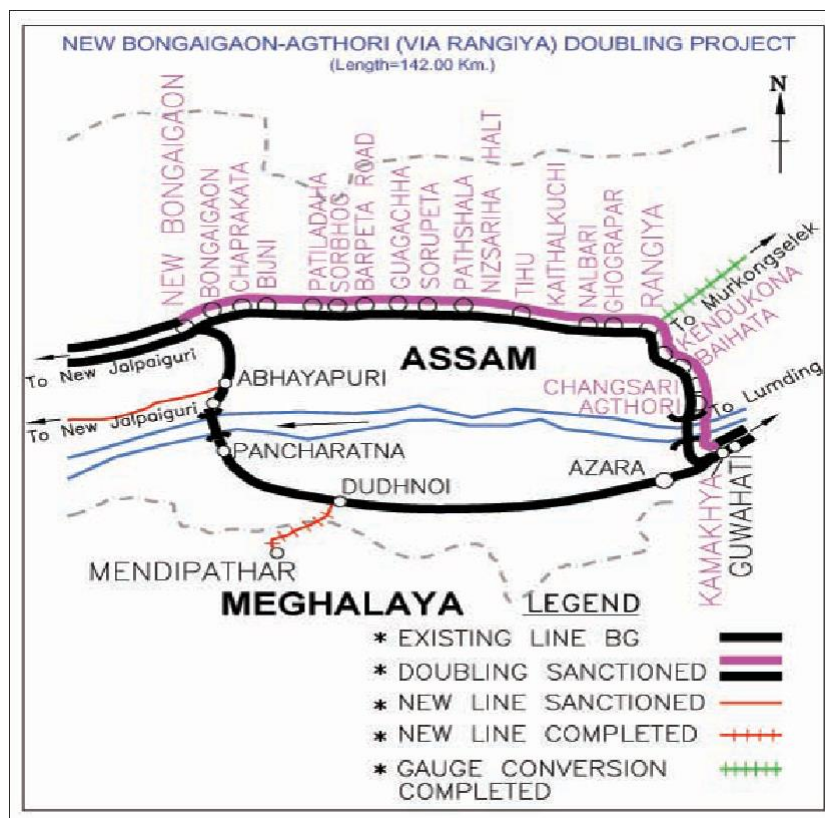 NEW BONGAIGAON-AGTHORI (VIA RANGIYA) DOUBLING PROJECT
(Length=142.00 Km.)
N
NEW BONGAIGAON
BONGAIGAON
CHAPRAKATA
BIJNI
PATILADAHA
SORBHOG
BARPETA ROAD
GUAGACHHA
SORUPETA
PATHSHALA
NIZSARIHA HALT
TIHU
KAITHALKUCHI
NALBARI
GHOGRAPAR
RANGIYA
To Murkongselek
KENDUKONA
BAIHATA
ASSAM
To New Jalpaiguri
ABHAYAPURI
CHANGSARI
AGTHORI
To Lumding
To New Jalpaiguri
PANCHARATNA
AZARA
DUDHNOI
KAMAKHYA
GUWAHATI
MENDIPATHAR
MEGHALAYA
LEGEND
* EXISTING LINE BG
* DOUBLING SANCTIONED
* NEW LINE SANCTIONED
* NEW LINE COMPLETED
* GAUGE CONVERSION
COMPLETED